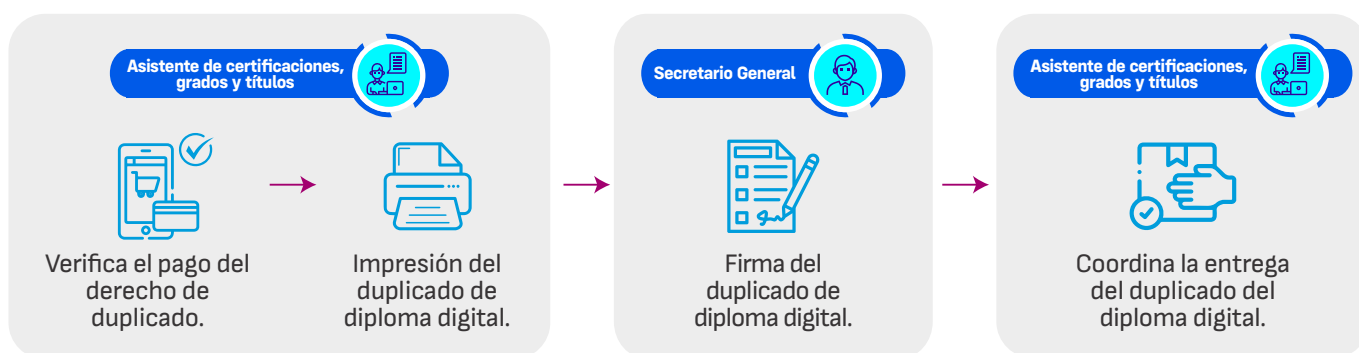 Asistente de certificaciones,
grados y títulos
Verifica el pago del
derecho de
duplicado.
Impresión del
duplicado de
diploma digital.
Secretario General
Firma del
duplicado de
diploma digital.
Asistente de certificaciones,
grados y títulos
Coordina la entrega
del duplicado del
diploma digital.